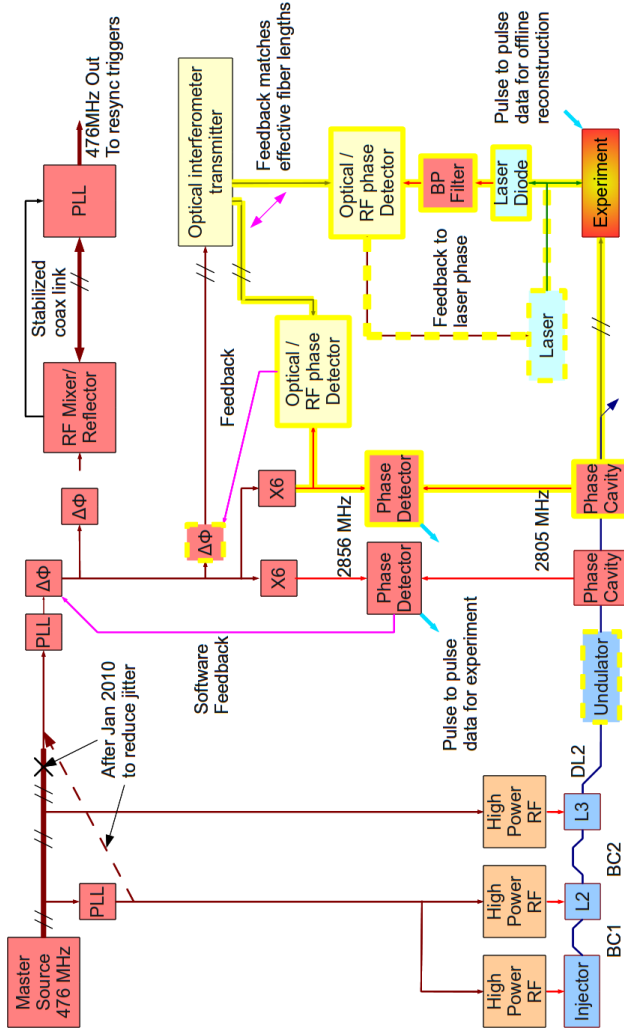 Master
Source
476 MHz
PLL
After Jan 2010
to reduce jitter
PLL
ΔΦ
ΔΦ
RF Mixer/
Reflector
Stabilized
coax link
PLL
476MHz Out
To resync triggers
Software
Feedback
X6
X6
ΔΦ
Feedback
Optical interferometer
transmitter
Feedback matches
effective fiber lengths
Optical /
RF phase
Detector
Optical /
RF phase
Detector
BP
Filter
Laser
Diode
Pulse to pulse
data for offline
reconstruction
Experiment
Feedback to
laser phase
Laser
2856 MHz
Phase
Detector
Phase
Detector
Pulse to pulse
data for experiment
2805 MHz
High
Power
RF
High
Power
RF
High
Power
RF
Injector
BC1
L2
BC2
L3
DL2
Undulator
Phase
Cavity
Phase
Cavity